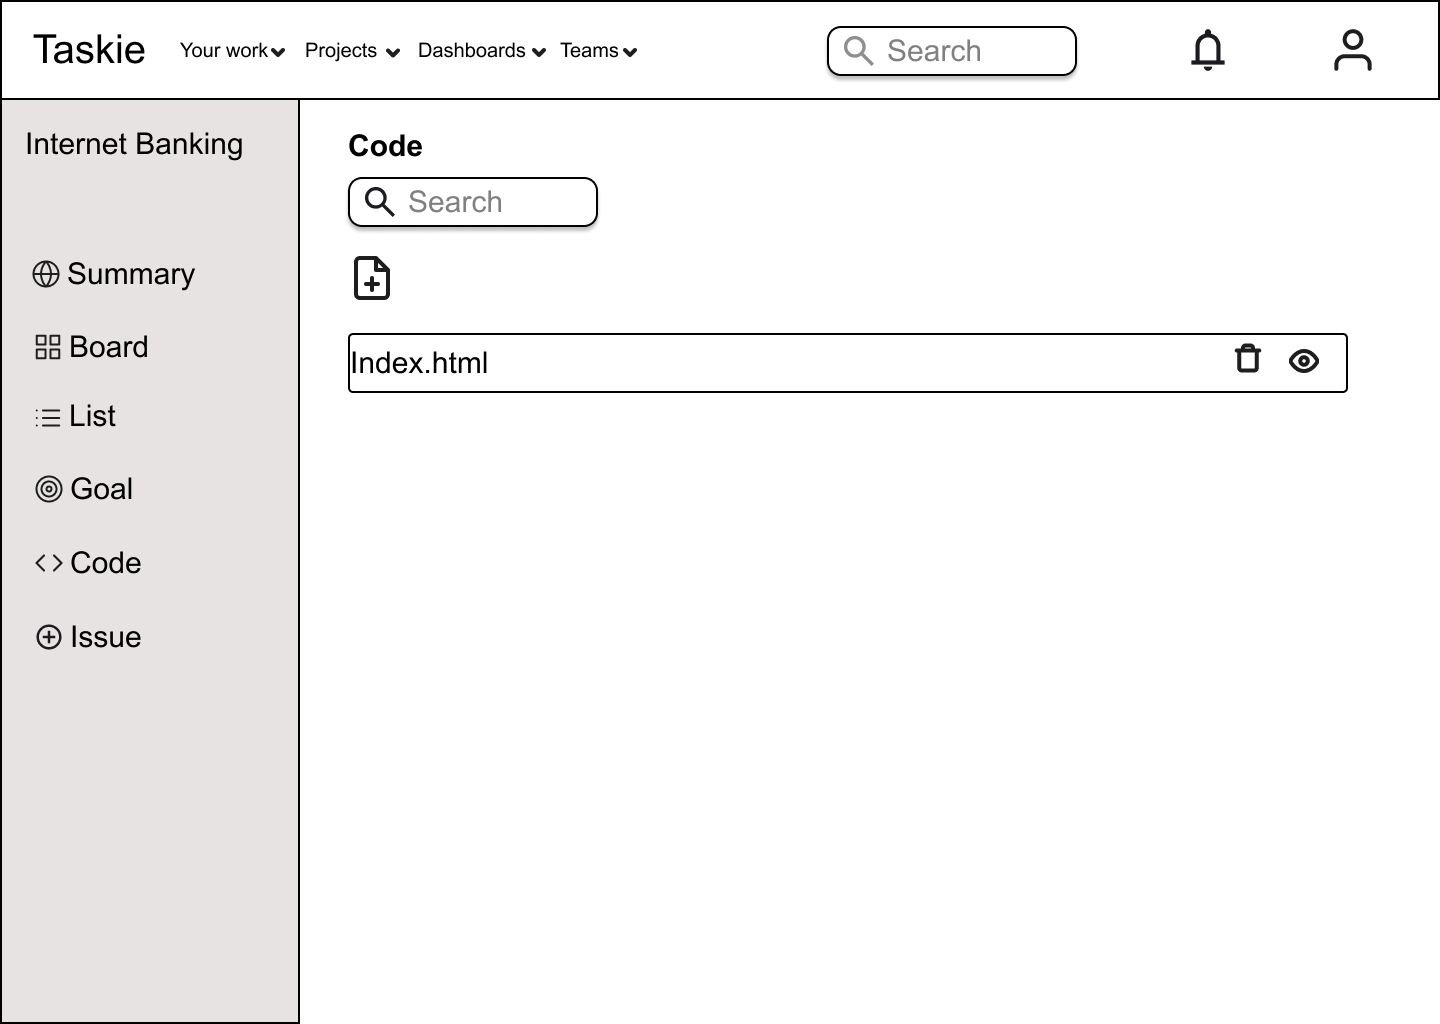 Taskie Your work Projects Dashboards Teams Search
Internet Banking
Summary
Board
List
Goal
Code
Issue
Code
Search
Index.html